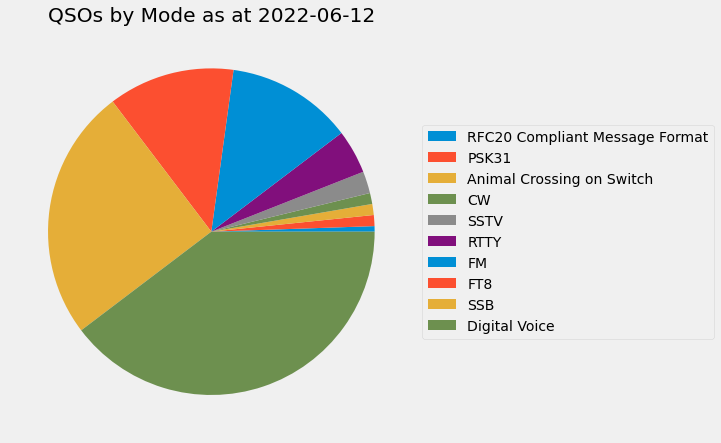 QSOs by Mode as at 2022-06-12
RFC20 Compliant Message Format
PSK31
Animal Crossing on Switch
CW
SSTV
RTTY
FM
FT8
SSB
Digital Voice